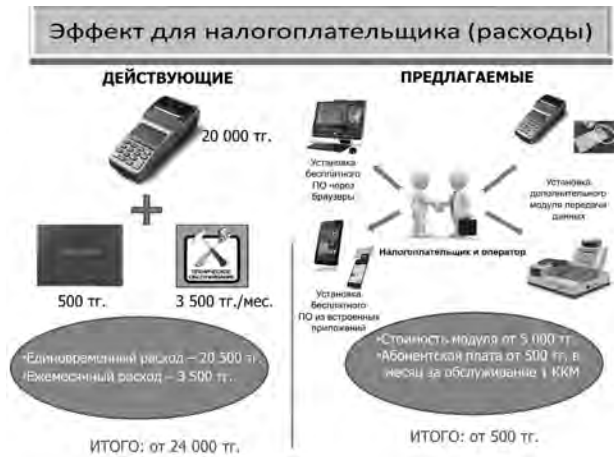 Эффект для налогоплательщика (расходы)
ДЕЙСТВУЮЩИЕ
20 000 тг.
500 тг.
ТЕХНИЧЕСКОЕ
ОБСЛУЖИВАНИЕ
3 500 тг./мес.
•Единовременный расход – 20 500 тг.
•Ежемесячный расход – 3 500 тг.
ИТОГО: от 24 000 тг.
ПРЕДЛАГАЕМЫЕ
Установка
бесплатного
ПО через
браузеры
Установка
дополнительного
модуля передачи
данных
Налогоплательщик и оператор
Установка
бесплатного
ПО из встроенных
приложений
•Стоимость модуля от 5 000 тг.
•Абонентская плата от 500 тг. в
месяц за обслуживание 1 ККМ
ИТОГО: от 500 тг.